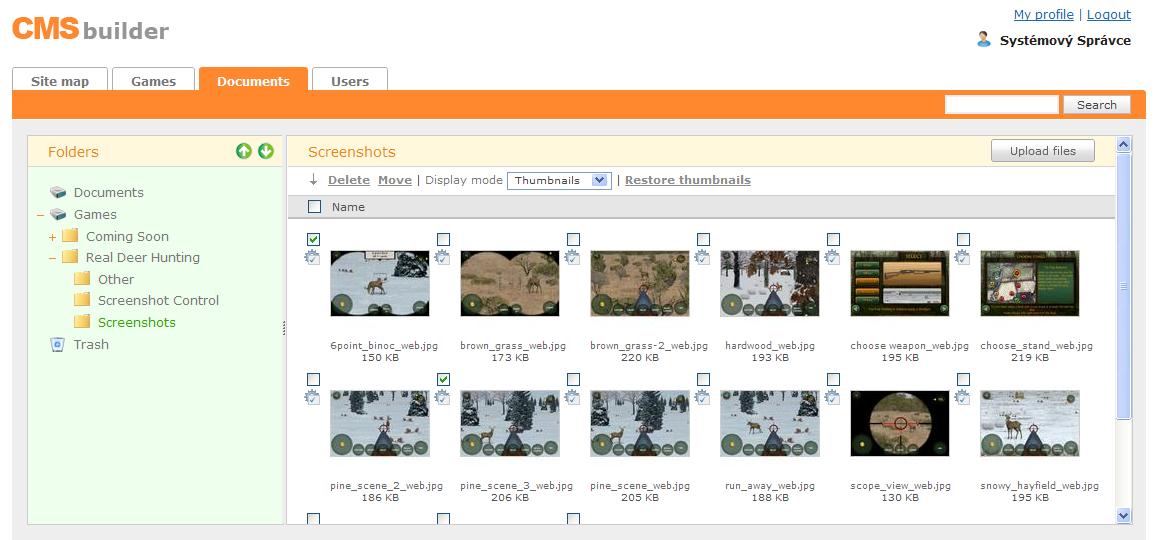 My profile | Logout
CMS builder
Systémový Správce
Site map Games Documents Users
Search
Folders
Screenshots
Upload files
Delete Move | Display mode Thumbnails | Restore thumbnails
Name
Documents
Games
Coming Soon
Real Deer Hunting
Other
Screenshot Control
Screenshots
Trash
6point_binoc_web.jpg brown_grass_web.jpg brown_grass-2_web.jpg hardwood_web.jpg choose weapon_web.jpg choose_stand_web.jpg
150 KB 173 KB 220 KB 193 KB 195 KB 219 KB
pine_scene_2_web.jpg pine_scene_3_web.jpg pine_scene_web.jpg run_away_web.jpg scope_view_web.jpg snowy_hayfield_web.jpg
186 KB 206 KB 205 KB 188 KB 130 KB 195 KB